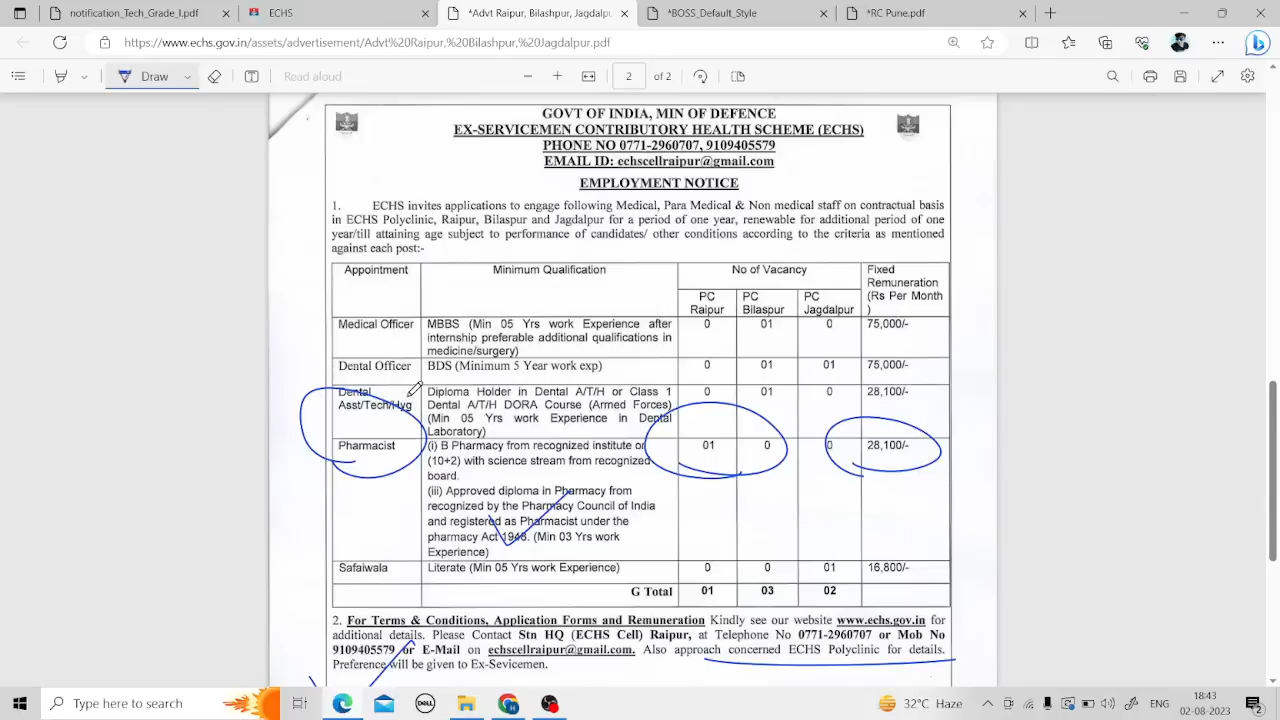 notification_Tech_Grade_I.pdf
ECHS
*Advt Raipur, Bilashpur, Jagdalpu
*BOSS_Default_Style
*RC Pune.pdf
https://www.echs.gov.in/assets/advertisement/Advt%20Raipur,%20Bilashpur,%20Jagdalpur.pdf
Draw
Read aloud
2
of 2
GOVT OF INDIA, MIN OF DEFENCE
EX-SERVICEMEN CONTRIBUTORY HEALTH SCHEME (ECHS)
PHONE NO 0771-2960707, 9109405579
EMAIL ID: echscellraipur@gmail.com
EMPLOYMENT NOTICE
1. ECHS invites applications to engage following Medical, Para Medical & Non medical staff on contractual basis
in ECHS Polyclinic, Raipur, Bilaspur and Jagdalpur for a period of one year, renewable for additional period of one
year/till attaining age subject to performance of candidates/ other conditions according to the criteria as mentioned
against each post:-
Appointment
Minimum Qualification
No of Vacancy
Fixed
Remuneration
(Rs Per Month
)
PC
Raipur
PC
Bilaspur
PC
Jagdalpur
Medical Officer
MBBS (Min 05 Yrs work Experience after
internship preferable additional qualifications in
medicine/surgery)
0
01
0
75,000/-
Dental Officer
BDS (Minimum 5 Year work exp)
0
01
01
75,000/-
Dental
Asst/Tech/Hyg
Diploma Holder in Dental A/T/H or Class 1
Dental A/T/H DORA Course (Armed Forces)
(Min 05 Yrs work Experience in Dental
Laboratory)
0
01
0
28,100/-
Pharmacist
(i) B Pharmacy from recognized institute or
(10+2) with science stream from recognized
board.
(iii) Approved diploma in Pharmacy from
recognized by the Pharmacy Council of India
and registered as Pharmacist under the
pharmacy Act 1948. (Min 03 Yrs work
Experience)
01
0
0
28,100/-
Safaiwala
Literate (Min 05 Yrs work Experience)
0
0
01
16,800/-
G Total
01
03
02
2. For Terms & Conditions, Application Forms and Remuneration Kindly see our website www.echs.gov.in for
additional details. Please Contact Stn HQ (ECHS Cell) Raipur, at Telephone No 0771-2960707 or Mob No
9109405579 or E-Mail on echscellraipur@gmail.com. Also approach concerned ECHS Polyclinic for details.
Preference will be given to Ex-Sevicemen.
Type here to search
DELL
32°C Haze
18:43
02-08-2023
2